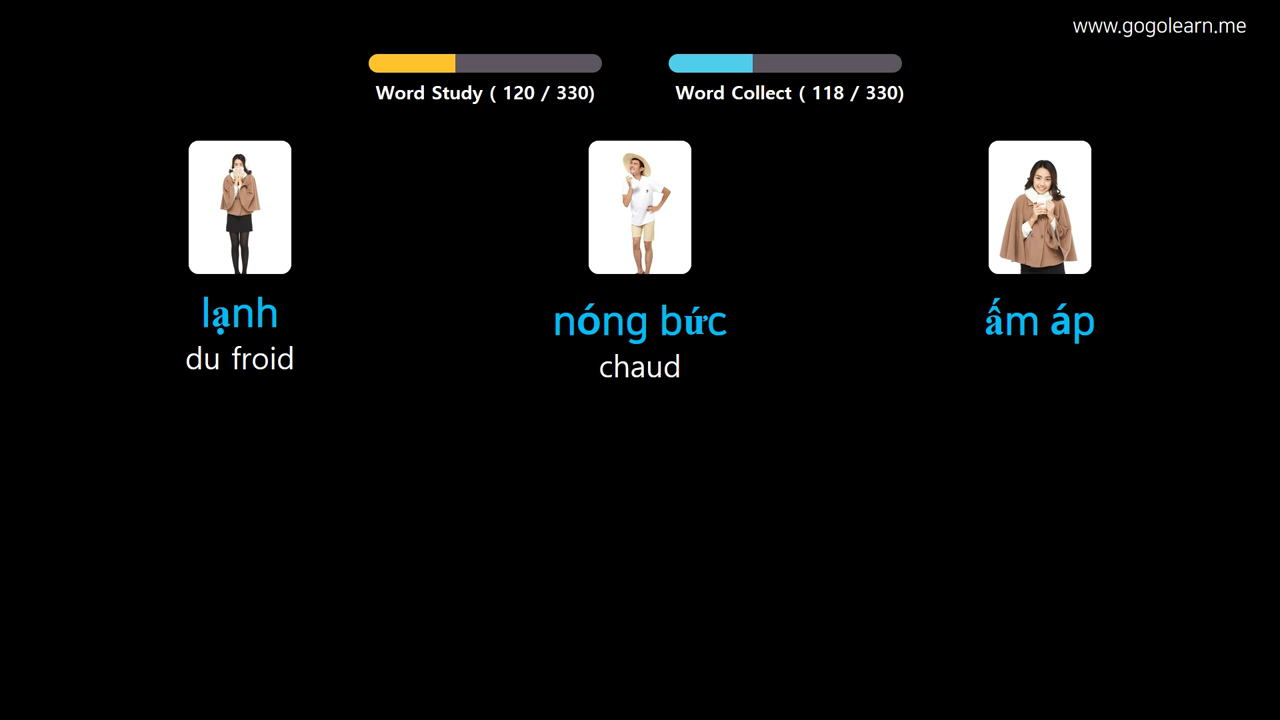 www.gogolearn.me
Word Study ( 120 / 330)
Word Collect ( 118 / 330)
lạnh
du froid
nóng bức
chaud
ấm áp